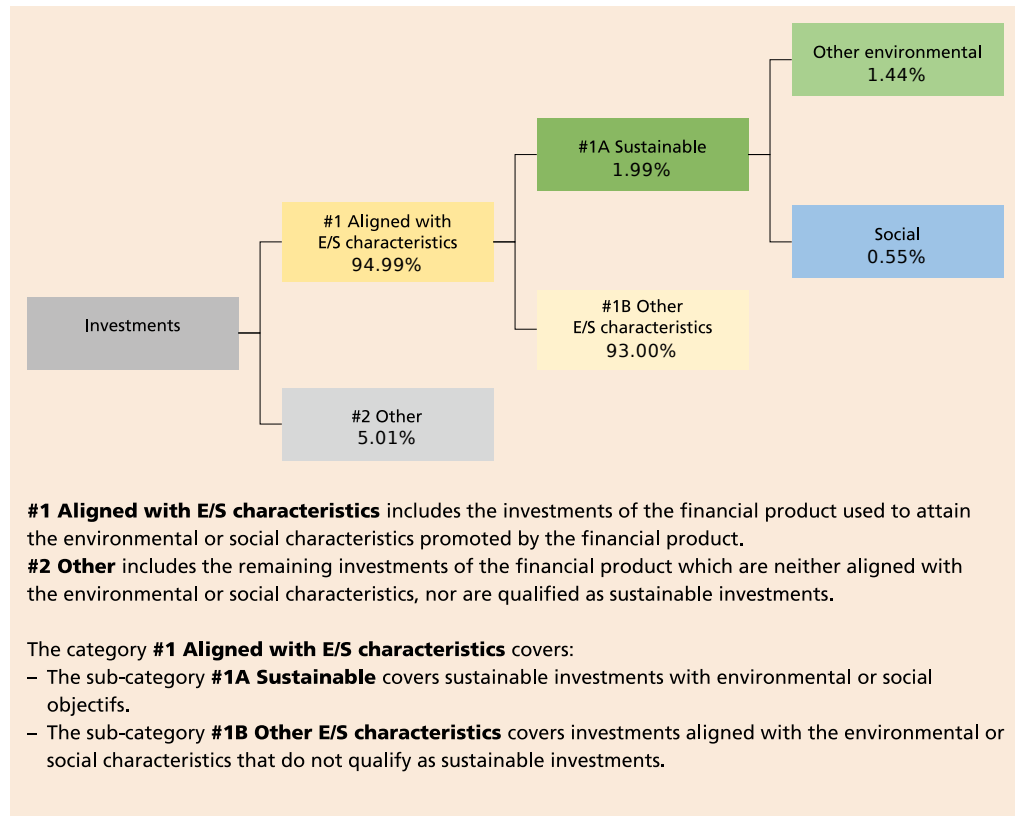 Other environmental
1.44%
#1A Sustainable
1.99%
#1 Aligned with
E/S characteristics
94.99%
Social
0.55%
Investments
#1B Other
E/S characteristics
93.00%
#2 Other
5.01%
#1 Aligned with E/S characteristics includes the investments of the financial product used to attain
the environmental or social characteristics promoted by the financial product.
#2 Other includes the remaining investments of the financial product which are neither aligned with
the environmental or social characteristics, nor are qualified as sustainable investments.
The category #1 Aligned with E/S characteristics covers:
– The sub-category #1A Sustainable covers sustainable investments with environmental or social
objectifs.
– The sub-category #1B Other E/S characteristics covers investments aligned with the environmental or
social characteristics that do not qualify as sustainable investments.